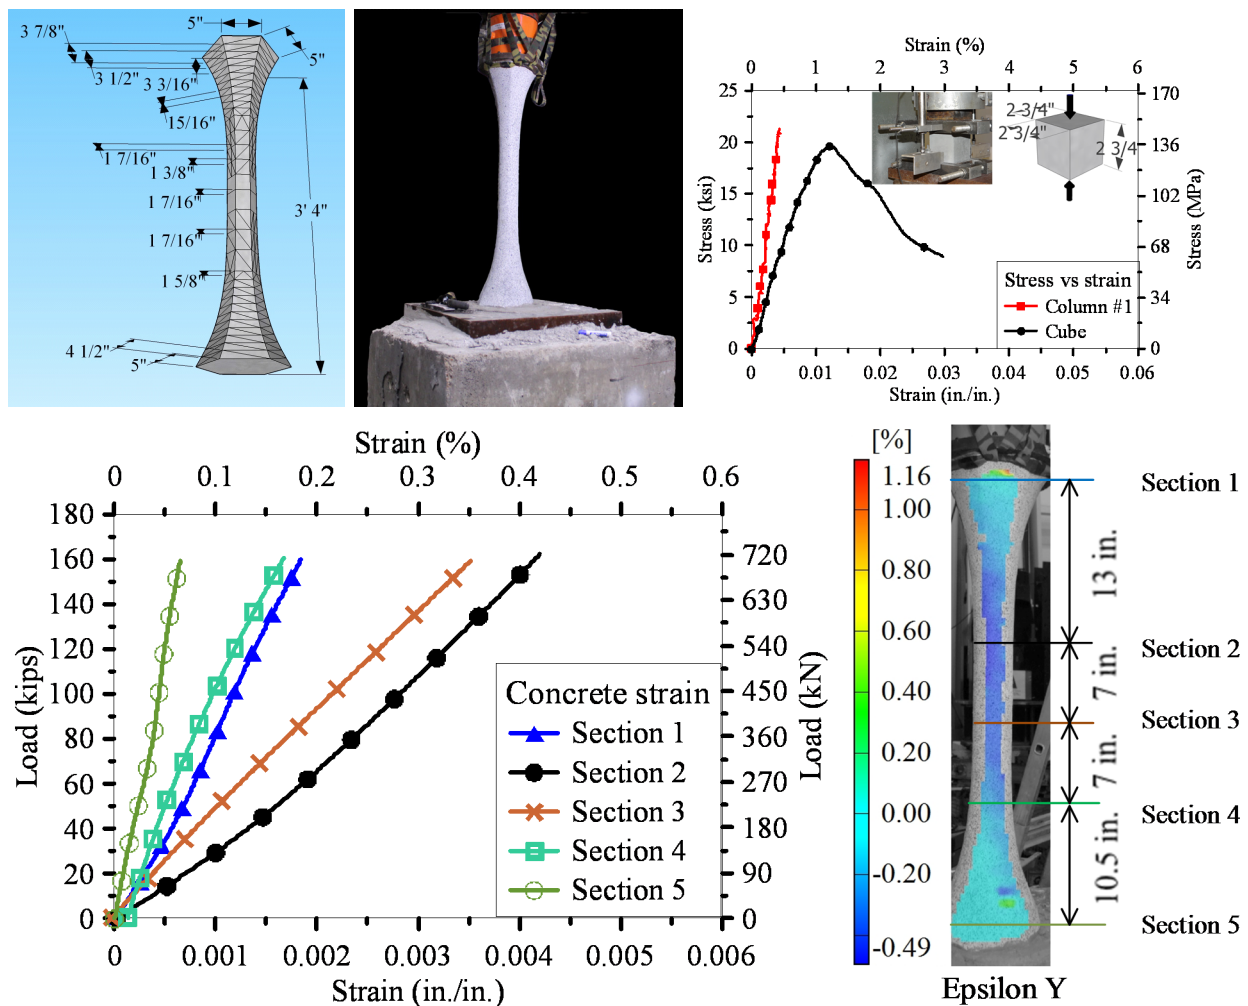 5"
3 7/8"
5"
3 1/2"
3 3/16"
15/16"
1 7/16"
1 3/8"
1 7/16"
3' 4"
1 7/16"
1 5/8"
4 1/2"
5"
Strain (%)
0 1 2 3 4 5 6
25
20
15
10
5
0
Stress (ksi)
170
136
102
68
34
0
Stress (MPa)
2 3/4"
2 3/4"
2 3/4
Stress vs strain
Column #1
Cube
0 0.01 0.02 0.03 0.04 0.05 0.06
Strain (in./in.)
Strain (%)
0 0.1 0.2 0.3 0.4 0.5 0.6
180
160
140
120
100
80
60
40
20
0
Load (kips)
720
630
540
450
360
270
180
90
0
Load (kN)
Concrete strain
Section 1
Section 2
Section 3
Section 4
Section 5
0 0.001 0.002 0.003 0.004 0.005 0.006
Strain (in./in.)
[%]
1.16
1.00
0.80
0.60
0.40
0.20
0.00
-0.20
-0.49
Section 1
13 in.
Section 2
7 in.
Section 3
7 in.
Section 4
10.5 in.
Section 5
Epsilon Y